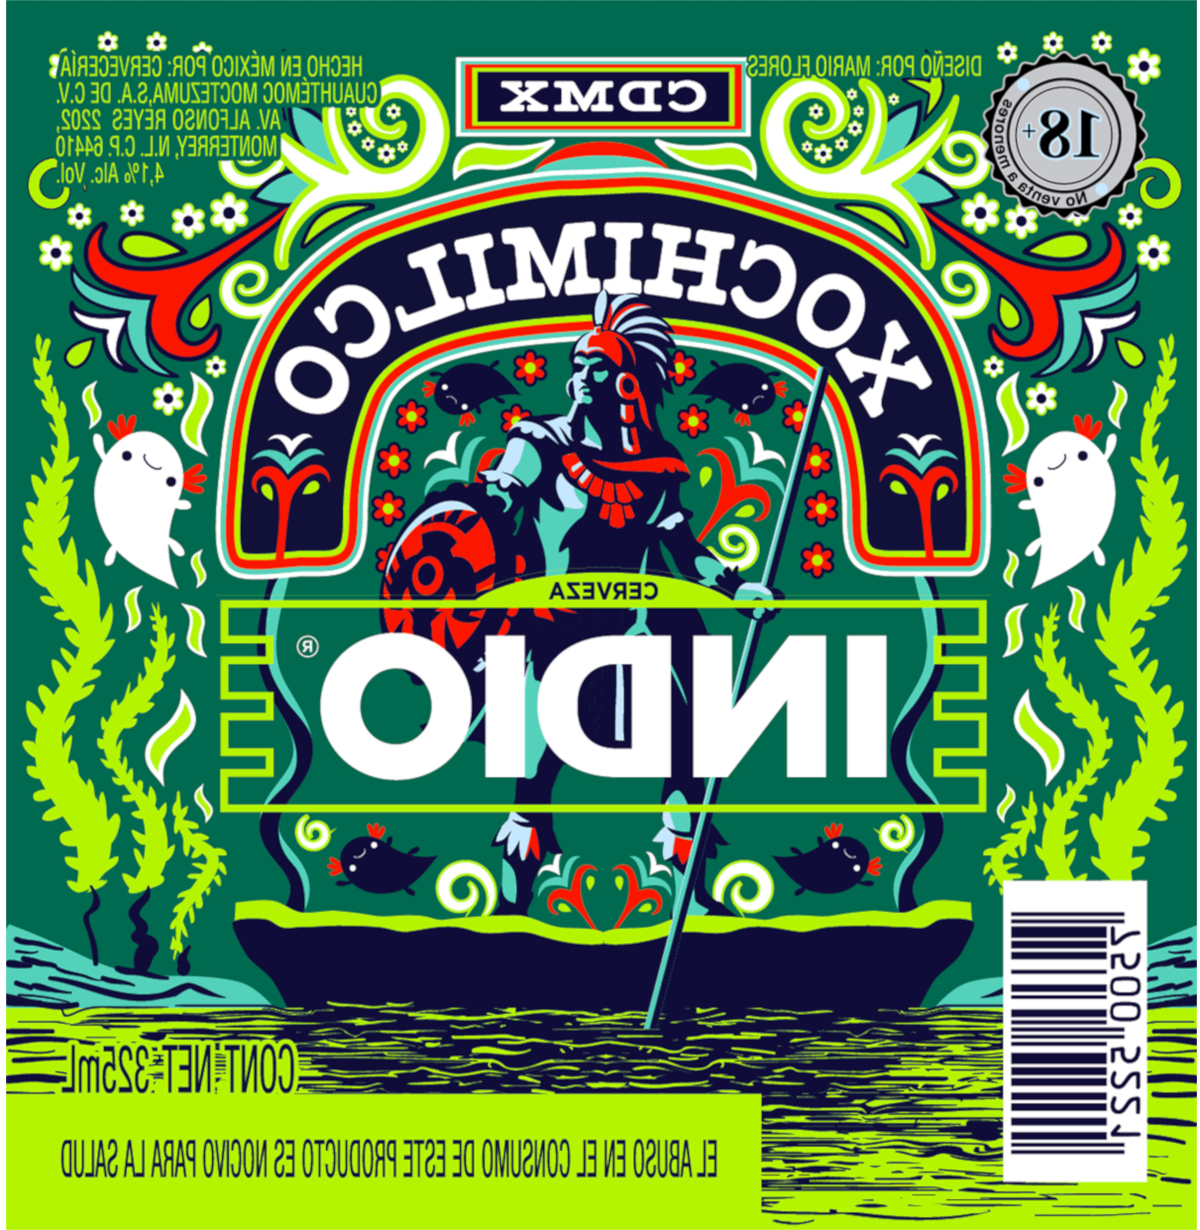 CDMX
DISEÑO POR: MARIO FLORES
HECHO EN MÉXICO POR: CERVECERÍA
CUAUHTÉMOC MOCTEZUMA,S.A. DE C.V.
AV. ALFONSO REYES 2202,
MONTERREY, N.L. C.P. 64410
4,1% Alc. Vol.
18+
No venta a menores
XOCHIMILCO
CERVEZA
INDIO®
CONT. NET. 325mL
EL ABUSO EN EL CONSUMO DE ESTE PRODUCTO ES NOCIVO PARA LA SALUD
75005221